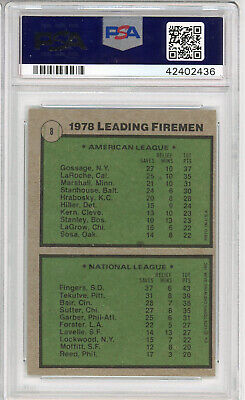 PSA
PSA
42402436
8
1978 LEADING FIREMEN
AMERICAN LEAGUE
SAVES RELIEF WINS TOT PTS
Gossage, N.Y. 27 10 37
LaRoche, Cal. 25 10 35
Marshall, Minn. 21 10 31
Stanhouse, Balt. 24 6 30
Hrabosky, K.C. 20 8 28
Hiller, Det. 15 9 24
Kern, Cleve. 13 10 23
Stanley, Bos. 10 13 23
LaGrow, Chi. 16 6 22
Sosa, Oak. 14 8 22
NATIONAL LEAGUE
SAVES RELIEF WINS TOT PTS
Fingers, S.D. 37 6 43
Tekulve, Pitt. 31 8 39
Bair, Cin. 28 7 35
Sutter, Chi. 27 8 35
Garber, Phil-Atl. 25 6 31
Forster, L.A. 22 5 27
Lavelle, S.F. 14 13 27
Lockwood, N.Y. 15 7 22
Moffitt, S.F. 12 8 20
Reed, Phil. 17 3 20